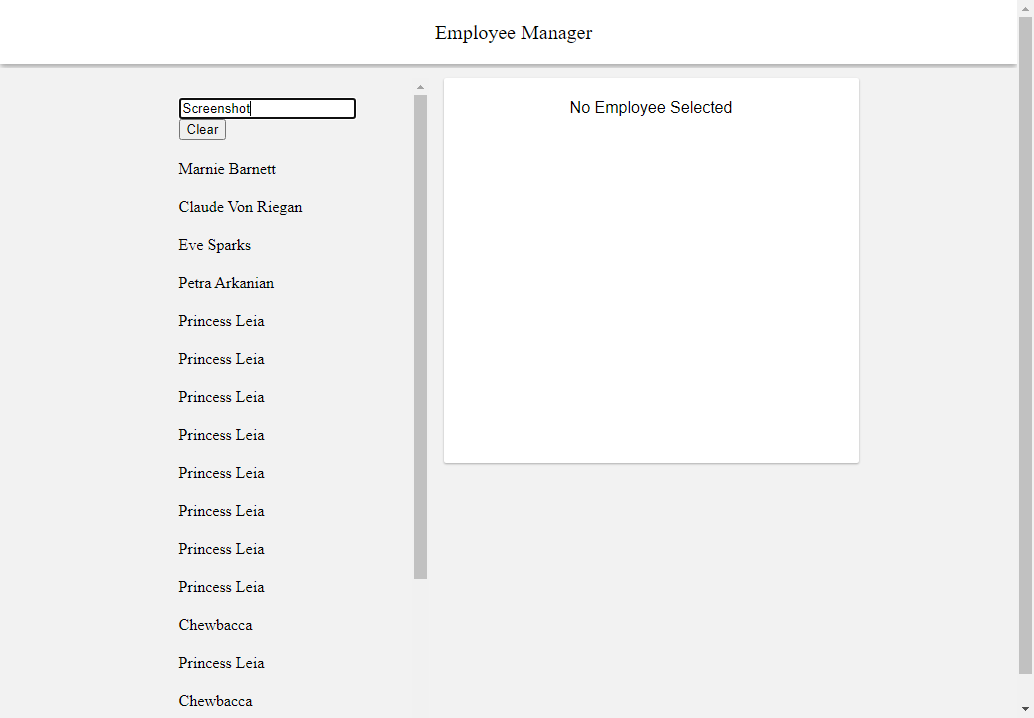 Employee Manager
Screenshot
Clear
Marnie Barnett
Claude Von Riegan
Eve Sparks
Petra Arkanian
Princess Leia
Princess Leia
Princess Leia
Princess Leia
Princess Leia
Princess Leia
Princess Leia
Princess Leia
Chewbacca
Princess Leia
Chewbacca
No Employee Selected